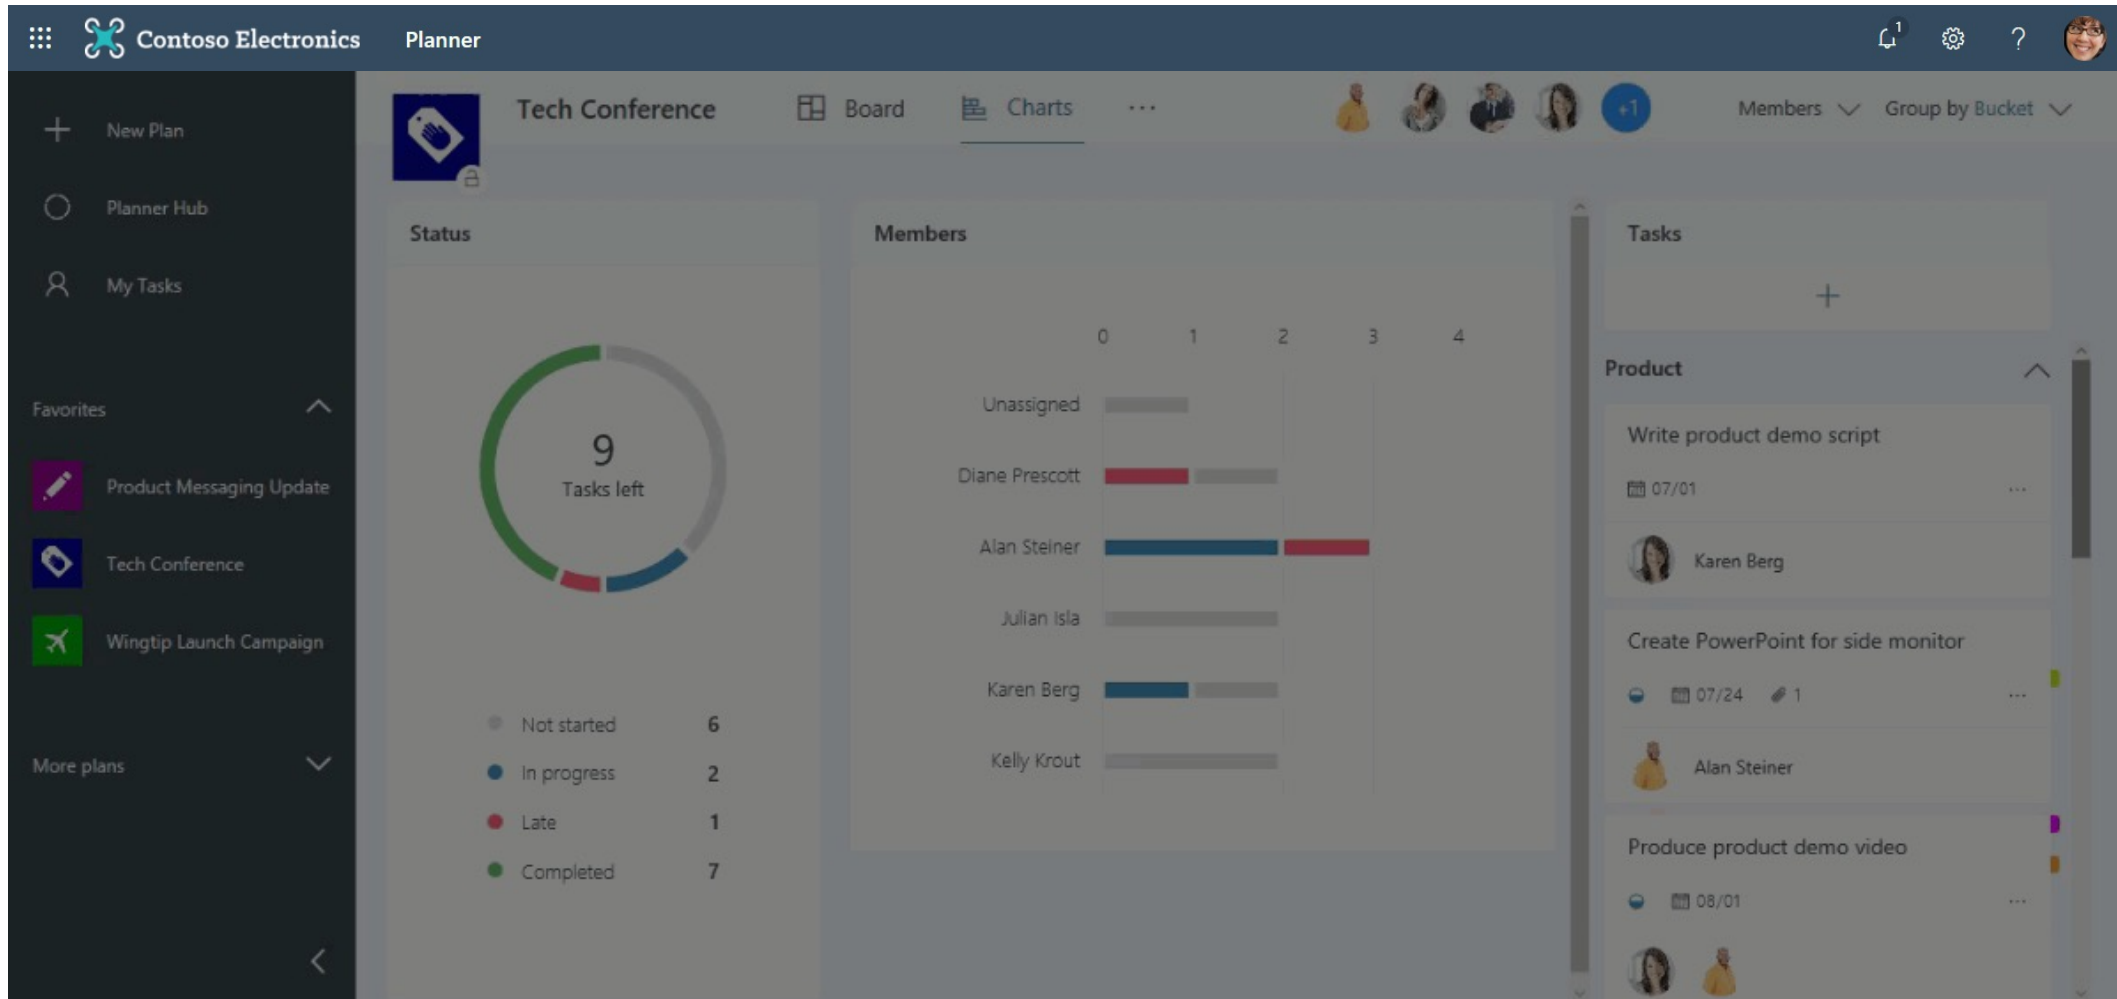 Contoso Electronics
Planner
1
New Plan
Planner Hub
My Tasks
Favorites
Product Messaging Update
Tech Conference
Wingtip Launch Campaign
More plans
Tech Conference
Board
Charts
+1
Members
Group by Bucket
Status
9
Tasks left
Not started 6
In progress 2
Late 1
Completed 7
Members
0 1 2 3 4
Unassigned
Diane Prescott
Alan Steiner
Julian Isla
Karen Berg
Kelly Krout
Tasks
Product
Write product demo script
07/01
Karen Berg
Create PowerPoint for side monitor
07/24 1
Alan Steiner
Produce product demo video
08/01